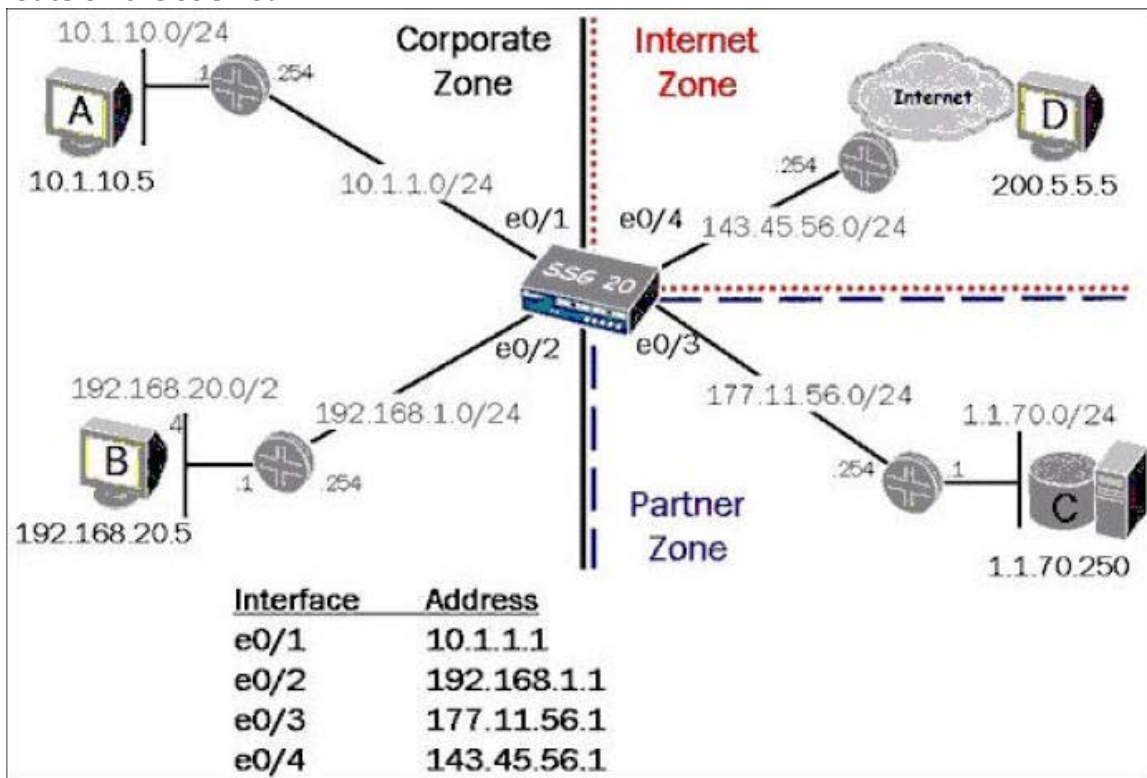 10.1.10.0/24
.1
.254
A
10.1.10.5
10.1.1.0/24
Corporate
Zone
Internet
Zone
Internet
D
.254
200.5.5.5
e0/1
e0/4
143.45.56.0/24
SSG 20
e0/2
e0/3
192.168.20.0/2
4
192.168.1.0/24
B
.1
.254
192.168.20.5
177.11.56.0/24
1.1.70.0/24
.254
.1
C
1.1.70.250
Partner
Zone
Interface Address
e0/1 10.1.1.1
e0/2 192.168.1.1
e0/3 177.11.56.1
e0/4 143.45.56.1